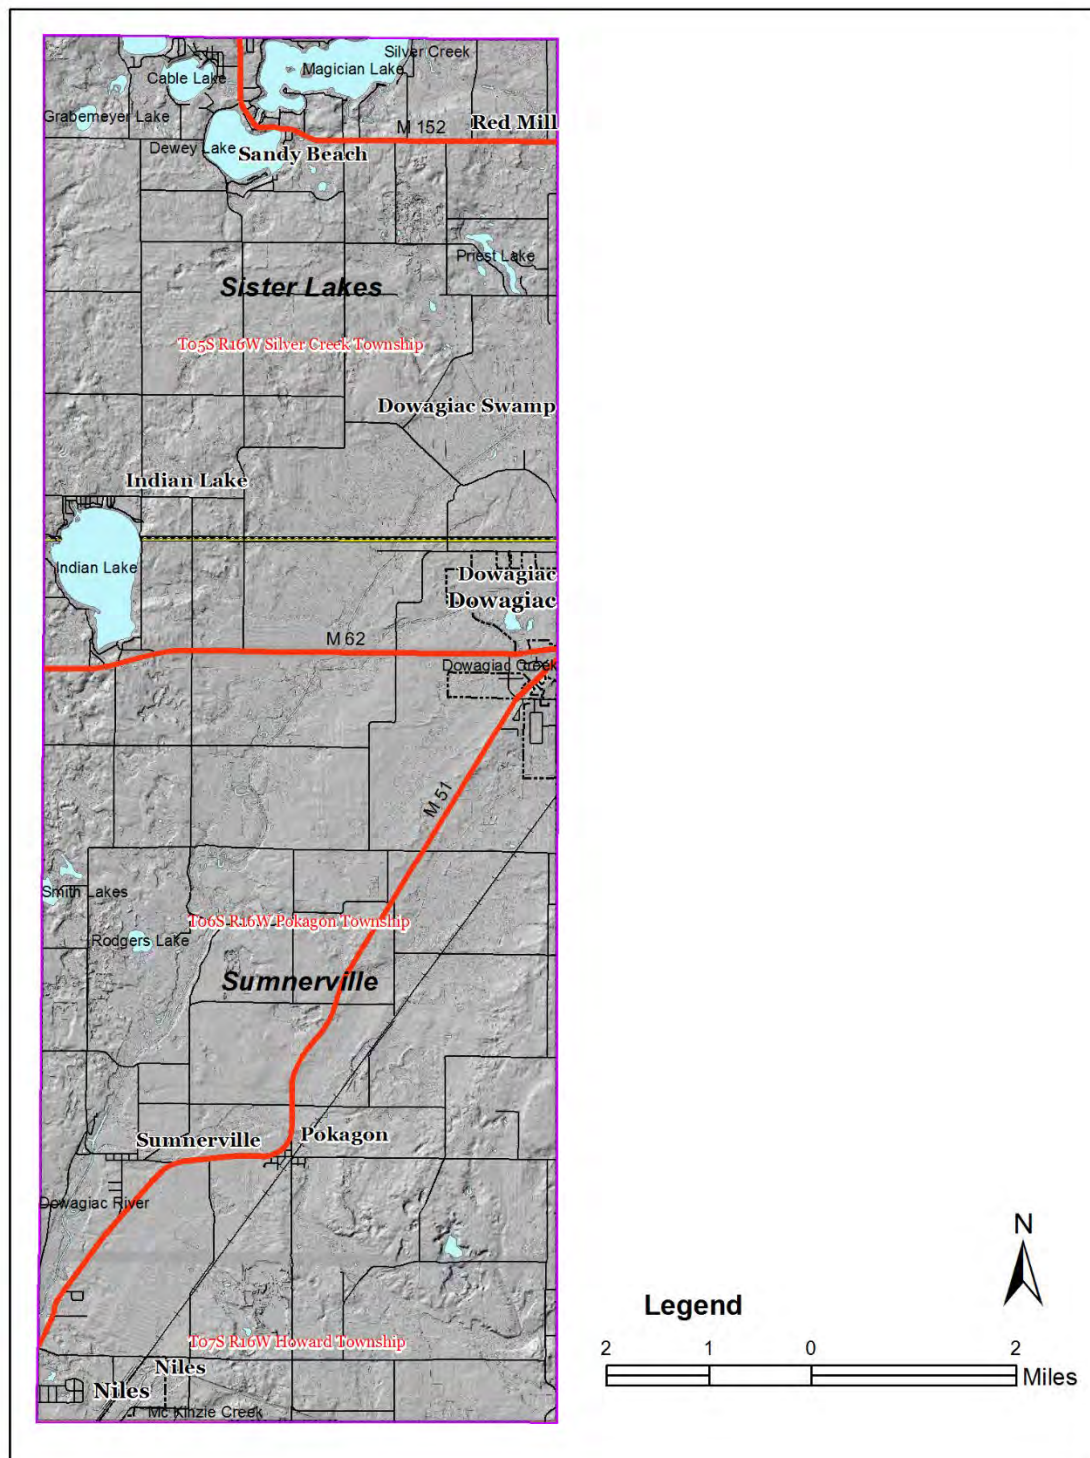 Silver Creek
Magician Lake
Cable Lake
Grabemeyer Lake
M 152
Red Mill
Dewey Lake
Sandy Beach
Priest Lake
Sister Lakes
T05S R16W Silver Creek Township
Dowagiac Swamp
Indian Lake
Indian Lake
Dowagiac
Dowagiac
M 62
Dowagiac Creek
M 51
Smith Lakes
T06S R16W Pokagon Township
Rodgers Lake
Sumnerville
Sumnerville
Pokagon
Dowagiac River
N
Legend
T07S R16W Howard Township
2 1 0 2
Miles
Niles
Niles
Mc Kinzie Creek